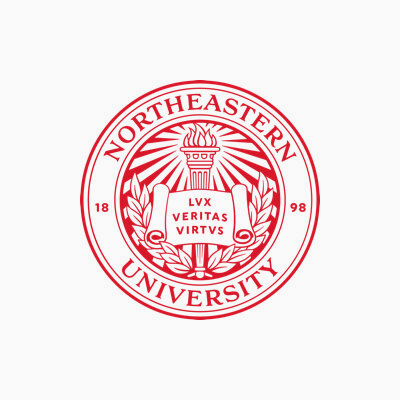 NORTHEASTERN
18 98
LVX
VERITAS
VIRTVS
UNIVERSITY